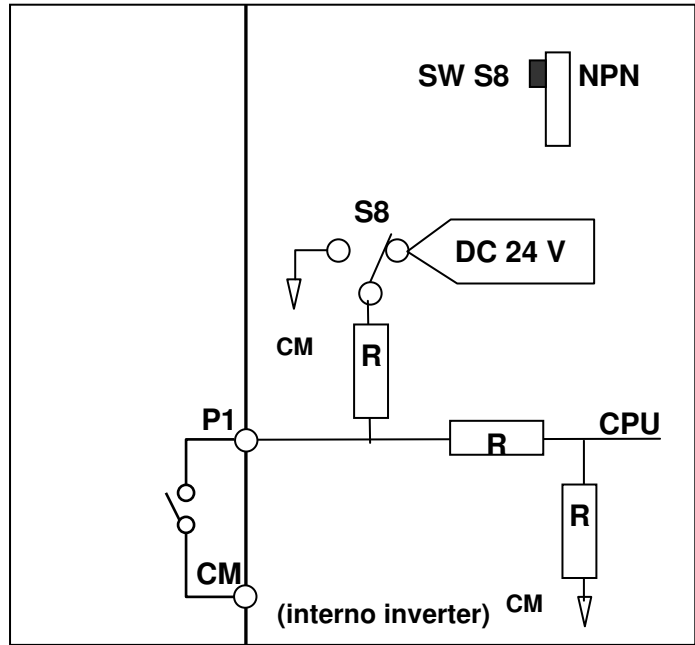 SW S8 NPN
S8
DC 24 V
CM
R
P1
R
CPU
R
CM
(interno inverter) CM